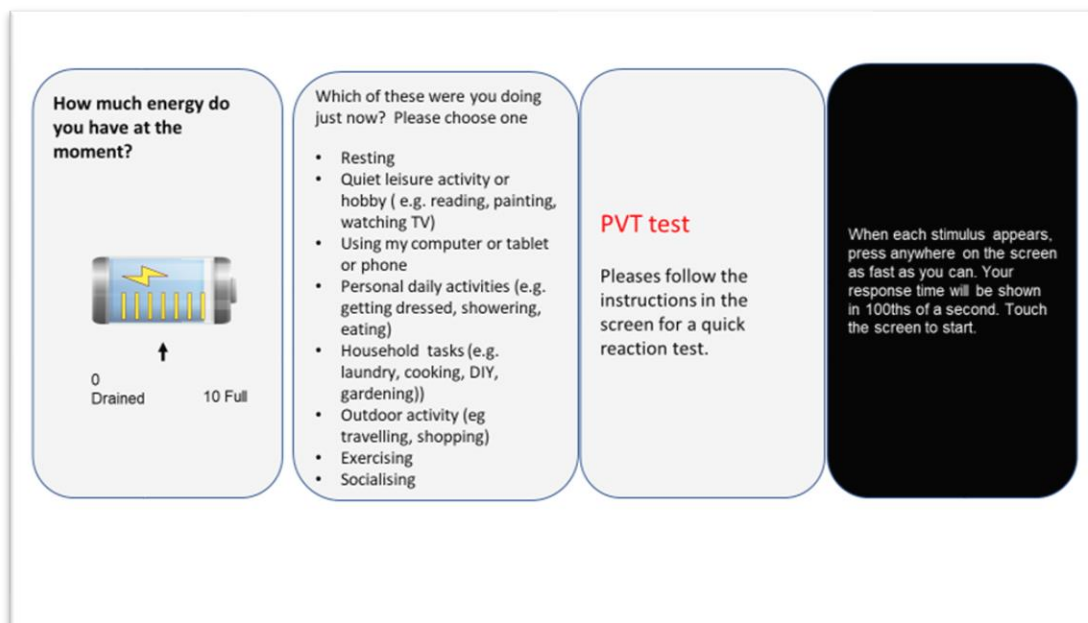 How much energy do
you have at the
moment?
0
Drained
10 Full
Which of these were you doing
just now? Please choose one
• Resting
• Quiet leisure activity or
hobby ( e.g. reading, painting,
watching TV)
• Using my computer or tablet
or phone
• Personal daily activities (e.g.
getting dressed, showering,
eating)
• Household tasks (e.g.
laundry, cooking, DIY,
gardening))
• Outdoor activity (eg
travelling, shopping)
• Exercising
• Socialising
PVT test
Pleases follow the
instructions in the
screen for a quick
reaction test.
When each stimulus appears,
press anywhere on the screen
as fast as you can. Your
response time will be shown
in 100ths of a second. Touch
the screen to start.